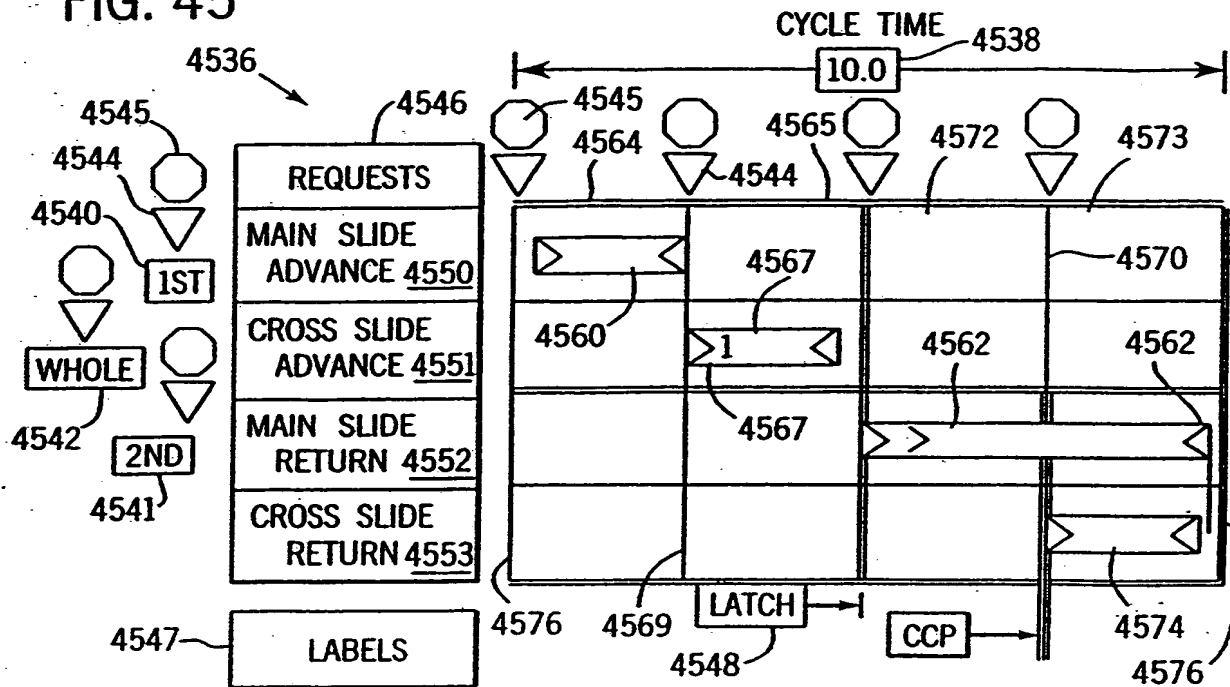 FIG. 45
CYCLE TIME
4536
10.0
4538
4545
4546
4545
4564
4565
4572
4573
4544
REQUESTS
4544
4540
MAIN SLIDE
ADVANCE 4550
1ST
4567
4570
4560
CROSS SLIDE
ADVANCE 4551
1
4562
4562
WHOLE
4567
4542
MAIN SLIDE
RETURN 4552
2ND
4541
CROSS SLIDE
RETURN 4553
4576
4569
LATCH
4548
CCP
4574
4576
4547
LABELS